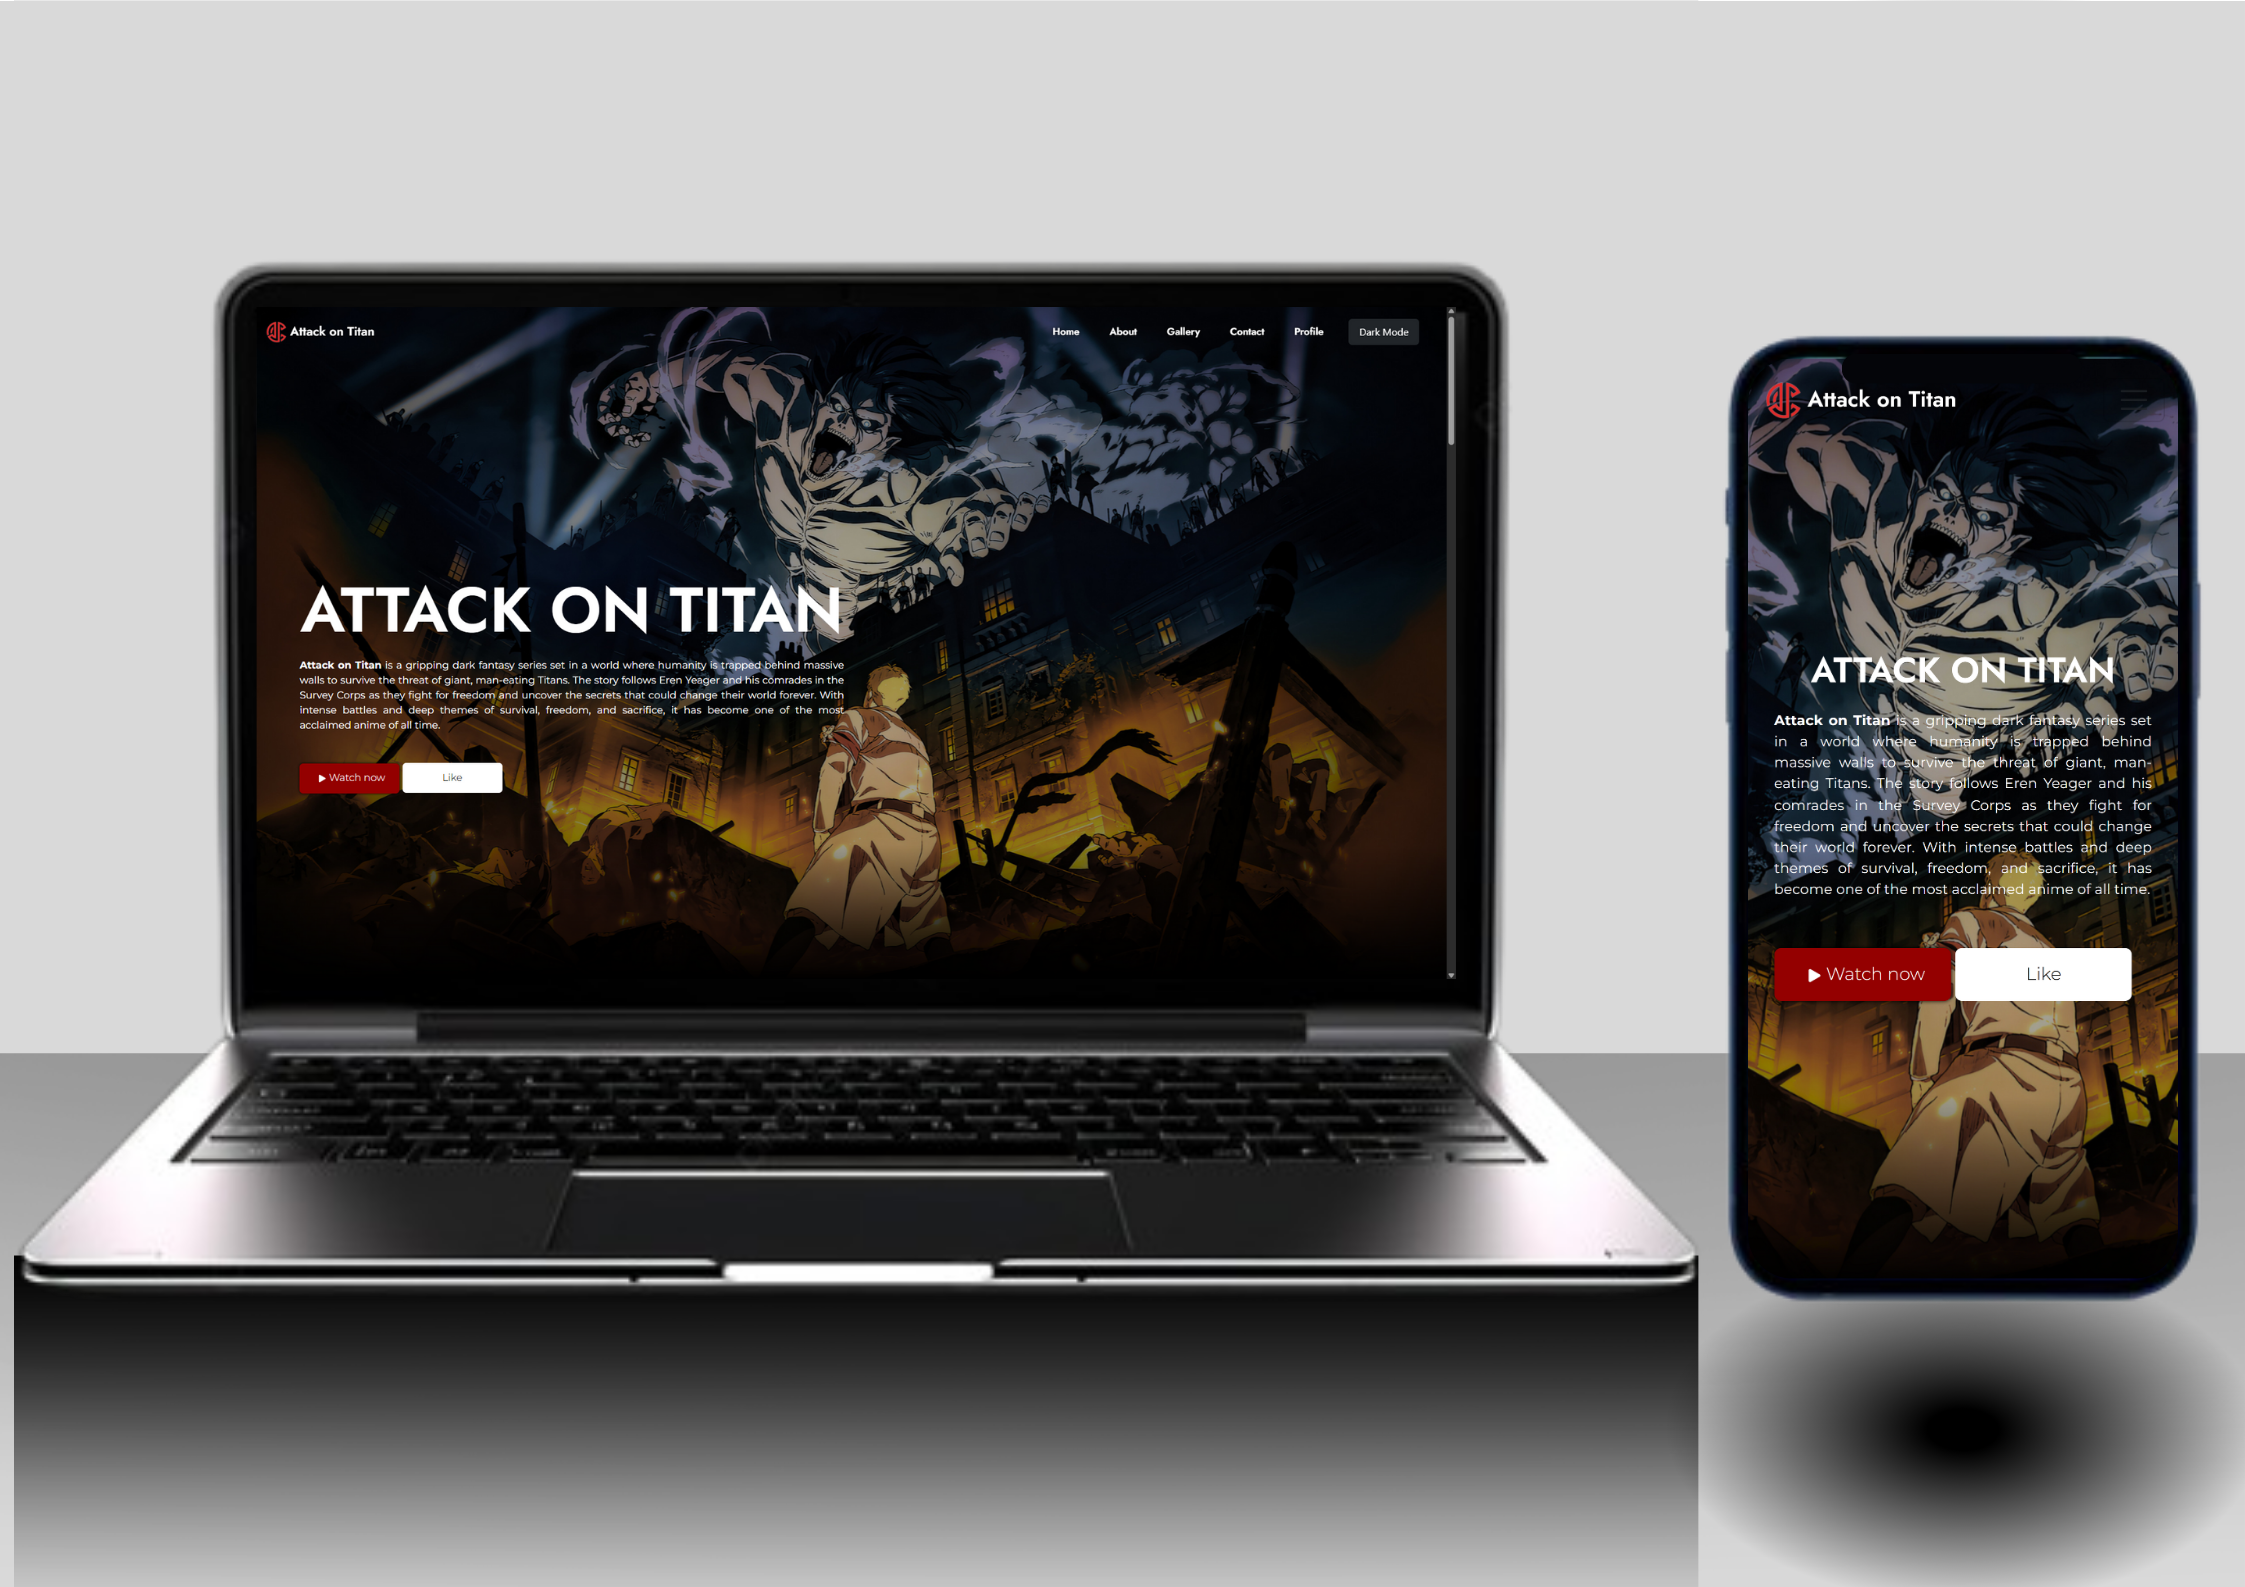 Attack on Titan
Home About Gallery Contact Profile Dark Mode
ATTACK ON TITAN
Attack on Titan is a gripping dark fantasy series set in a world where humanity is trapped behind massive
walls to survive the threat of giant, man-eating Titans. The story follows Eren Yeager and his comrades in the
Survey Corps as they fight for freedom and uncover the secrets that could change their world forever. With
intense battles and deep themes of survival, freedom, and sacrifice, it has become one of the most
acclaimed anime of all time.
Watch now Like
Attack on Titan
ATTACK ON TITAN
Attack on Titan is a gripping dark fantasy series set
in a world where humanity is trapped behind
massive walls to survive the threat of giant, man-
eating Titans. The story follows Eren Yeager and his
comrades in the Survey Corps as they fight for
freedom and uncover the secrets that could change
their world forever. With intense battles and deep
themes of survival, freedom, and sacrifice, it has
become one of the most acclaimed anime of all time.
Watch now Like